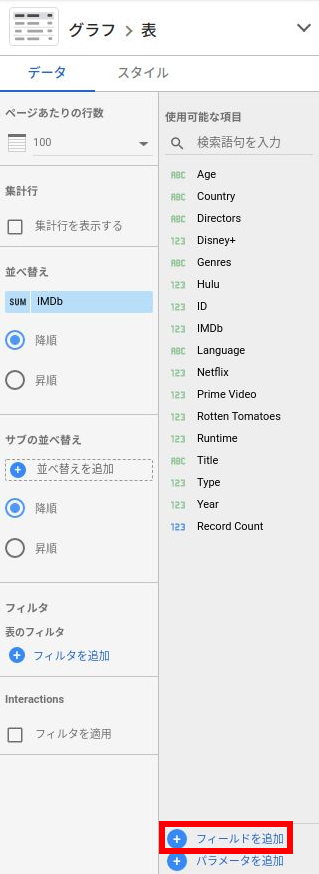 グラフ > 表
データ
スタイル
ページあたりの行数
100
集計行
集計行を表示する
並べ替え
SUM IMDb
降順
昇順
サブの並べ替え
並べ替えを追加
降順
昇順
フィルタ
表のフィルタ
フィルタを追加
Interactions
フィルタを適用
使用可能な項目
検索語句を入力
ABC Age
ABC Country
ABC Directors
123 Disney+
ABC Genres
123 Hulu
123 ID
123 IMDb
ABC Language
123 Netflix
123 Prime Video
123 Rotten Tomatoes
123 Runtime
ABC Title
123 Type
123 Year
123 Record Count
フィールドを追加
パラメータを追加